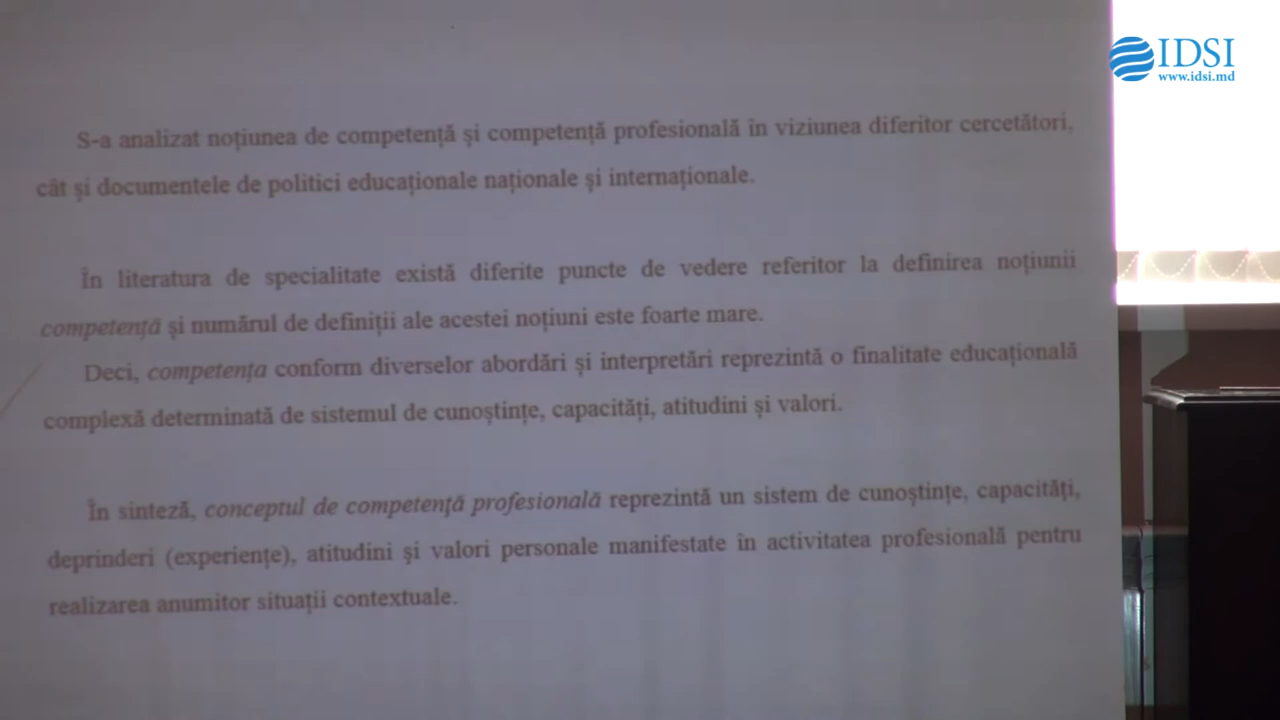 IDSI
www.idsi.md
S-a analizat noțiunea de competență și competență profesională în viziunea diferitor cercetători,
cât și documentele de politici educaționale naționale și internaționale.
În literatura de specialitate există diferite puncte de vedere referitor la definirea noțiunii
competență și numărul de definiții ale acestei noțiuni este foarte mare.
Deci, competența conform diverselor abordări și interpretări reprezintă o finalitate educațională
complexă determinată de sistemul de cunoștințe, capacități, atitudini și valori.
În sinteză, conceptul de competenţă profesională reprezintă un sistem de cunoștințe, capacități,
deprinderi (experiențe), atitudini şi valori personale manifestate în activitatea profesională pentru
realizarea anumitor situații contextuale.